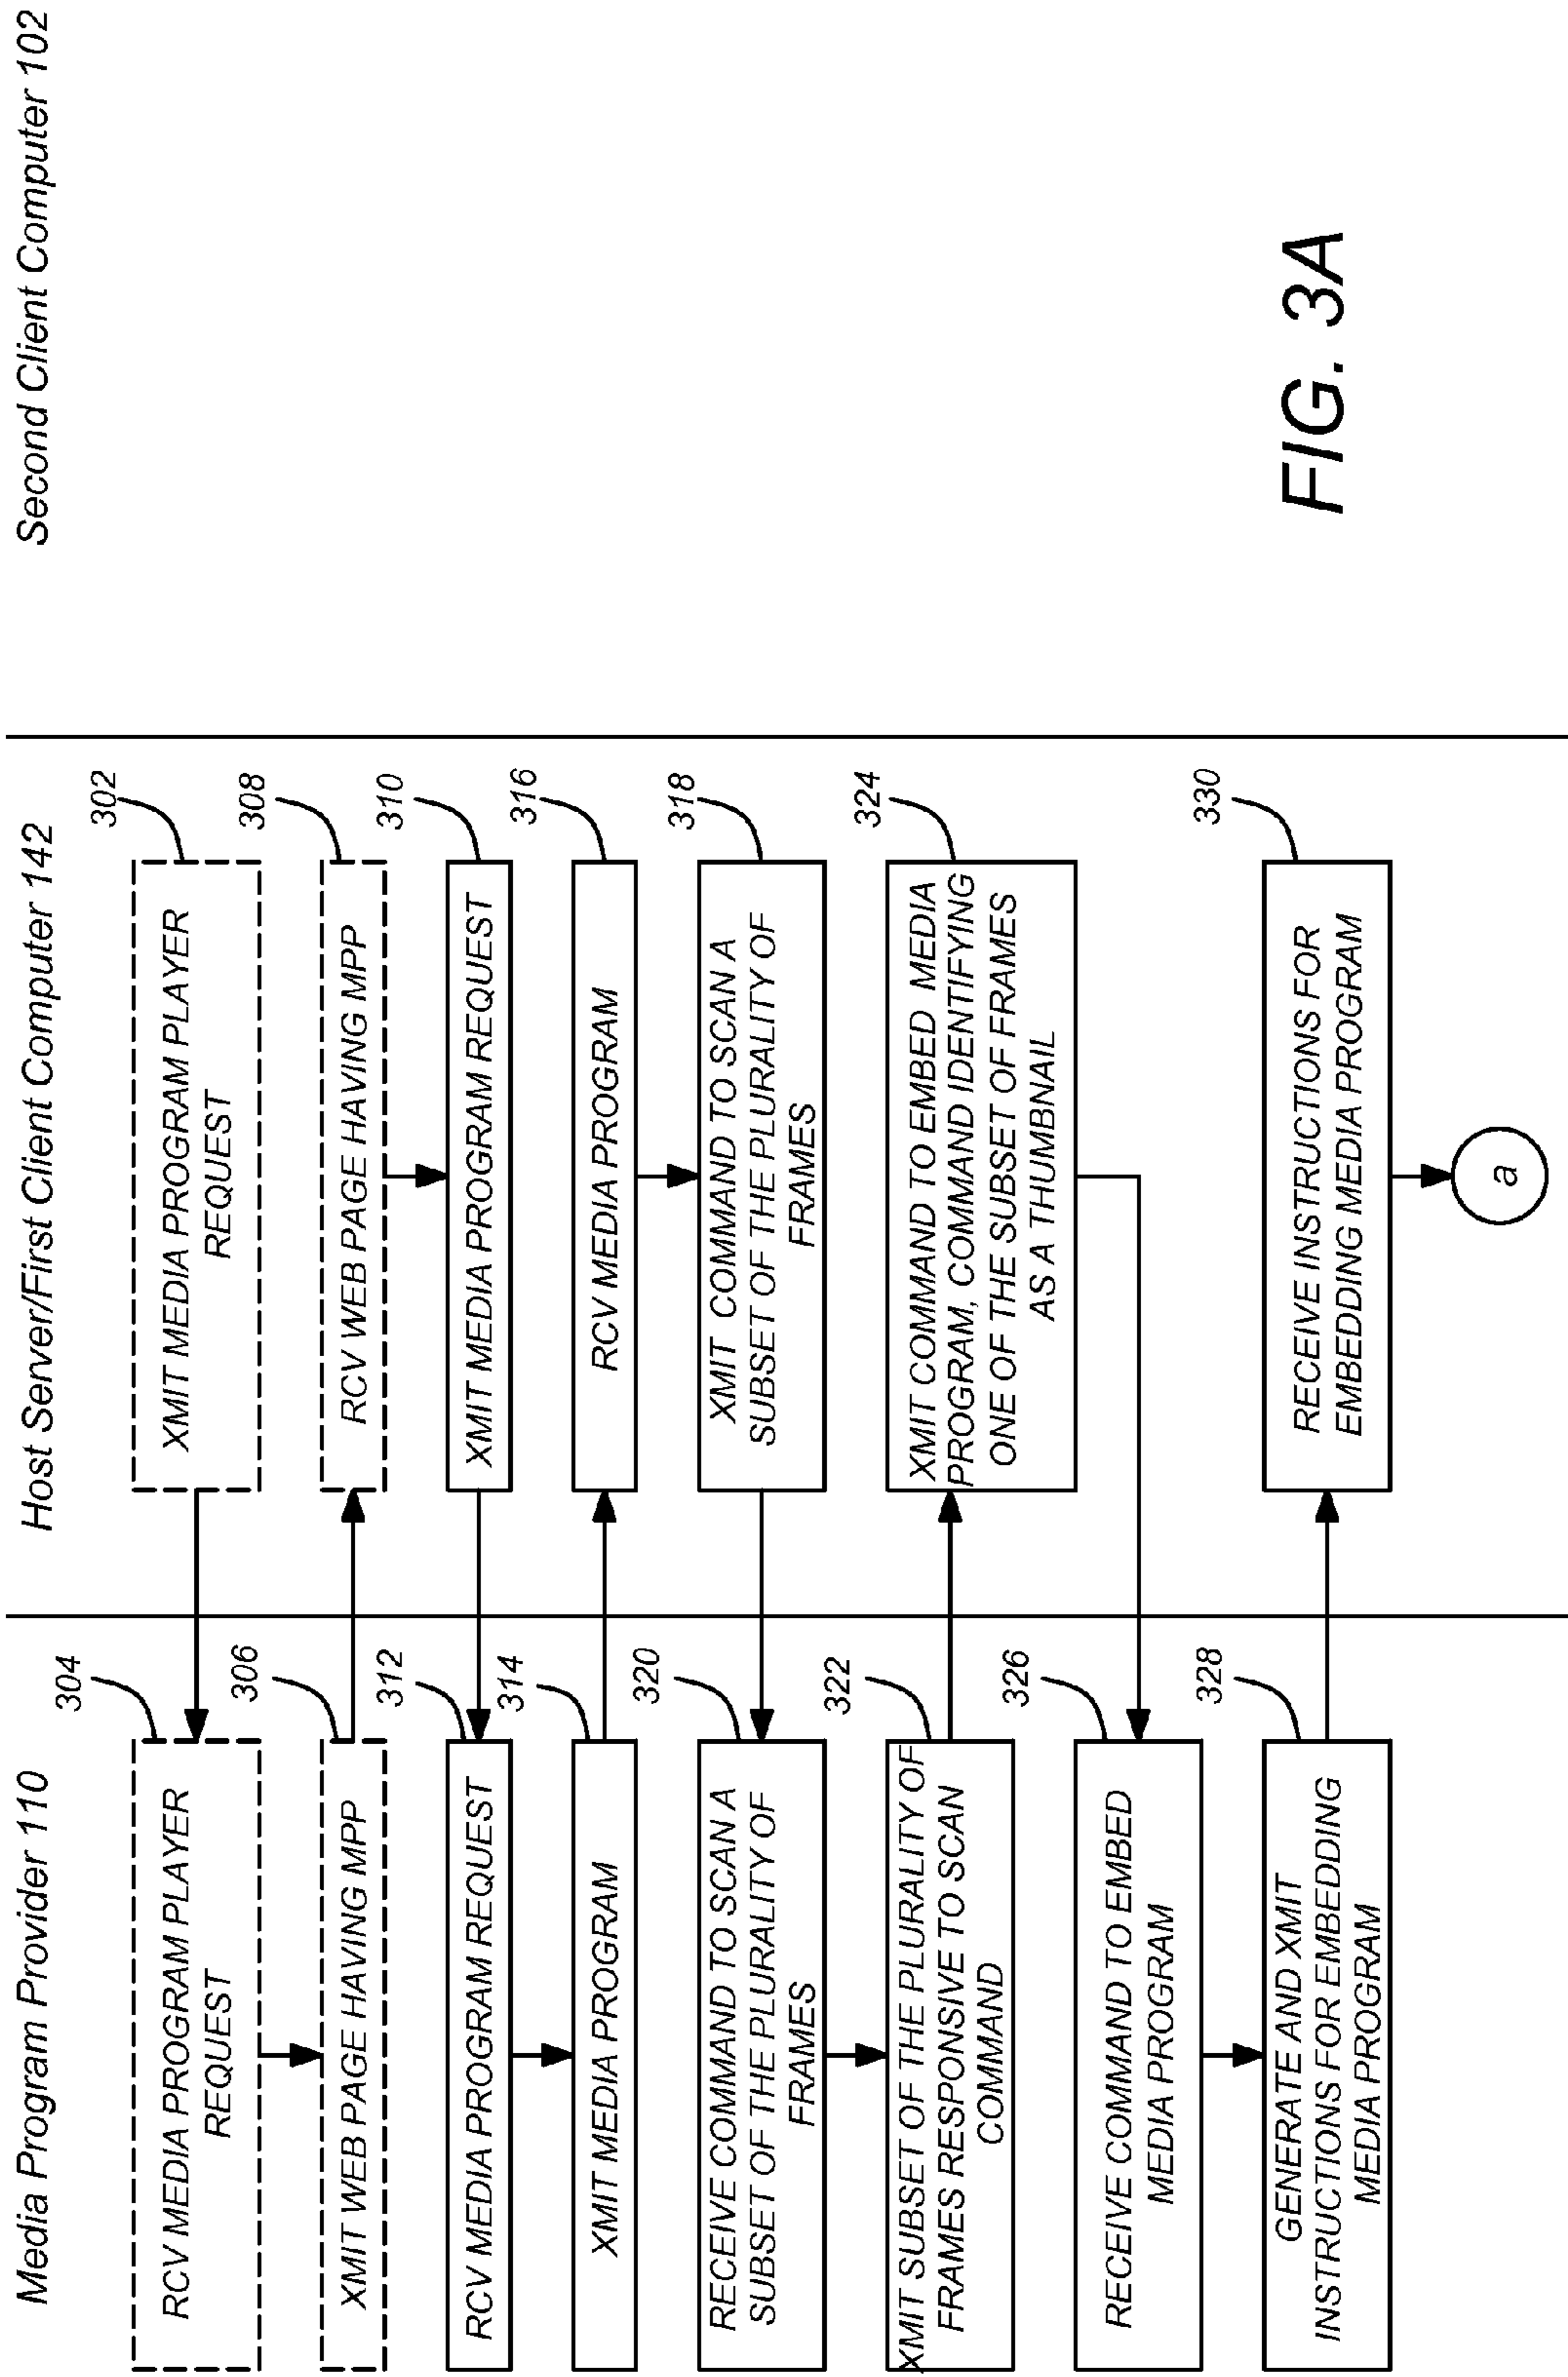 Media Program Provider 110
Host Server/First Client Computer 142
Second Client Computer 102
302
XMIT MEDIA PROGRAM PLAYER
REQUEST
304
RCV MEDIA PROGRAM PLAYER
REQUEST
306
XMIT WEB PAGE HAVING MPP
308
RCV WEB PAGE HAVING MPP
310
XMIT MEDIA PROGRAM REQUEST
312
RCV MEDIA PROGRAM REQUEST
314
XMIT MEDIA PROGRAM
316
RCV MEDIA PROGRAM
318
XMIT COMMAND TO SCAN A
SUBSET OF THE PLURALITY OF
FRAMES
320
RECEIVE COMMAND TO SCAN A
SUBSET OF THE PLURALITY OF
FRAMES
322
XMIT SUBSET OF THE PLURALITY OF
FRAMES RESPONSIVE TO SCAN
COMMAND
324
XMIT COMMAND TO EMBED MEDIA
PROGRAM, COMMAND IDENTIFYING
ONE OF THE SUBSET OF FRAMES
AS A THUMBNAIL
326
RECEIVE COMMAND TO EMBED
MEDIA PROGRAM
328
GENERATE AND XMIT
INSTRUCTIONS FOR EMBEDDING
MEDIA PROGRAM
330
RECEIVE INSTRUCTIONS FOR
EMBEDDING MEDIA PROGRAM
a
FIG. 3A